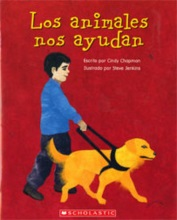 Los animales
nos ayudan
Escrito por Cindy Chapman
Ilustrado por Steve Jenkins
SCHOLASTIC